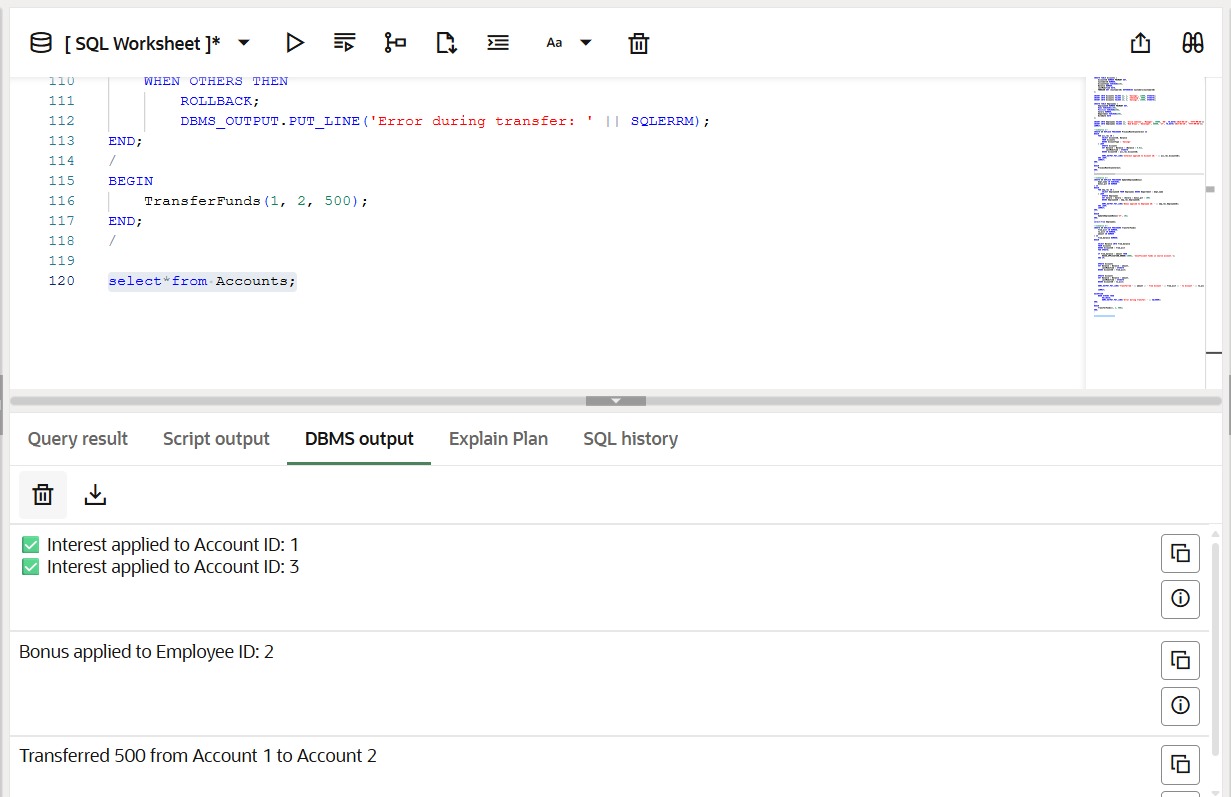 [ SQL Worksheet ]*
Aa
110 WHEN OTHERS THEN
111 ROLLBACK;
112 DBMS_OUTPUT.PUT_LINE('Error during transfer: ' || SQLERRM);
113 END;
114 /
115 BEGIN
116 TransferFunds(1, 2, 500);
117 END;
118 /
119
120 select*from Accounts;
Query result Script output DBMS output Explain Plan SQL history
✅ Interest applied to Account ID: 1
✅ Interest applied to Account ID: 3
Bonus applied to Employee ID: 2
Transferred 500 from Account 1 to Account 2